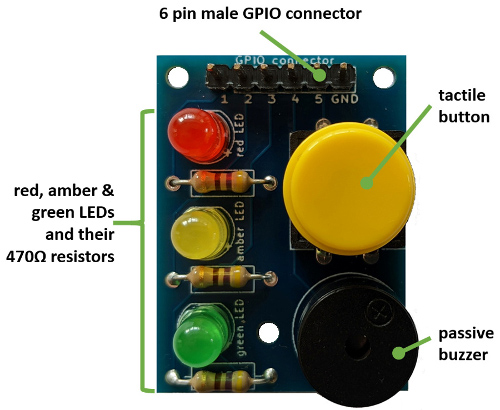 6 pin male GPIO connector
GPIO connector
1 2 3 4 5 GND
red LED
tactile
button
red, amber &
green LEDs
and their
470Ω resistors
amber LED
green LED
passive
buzzer